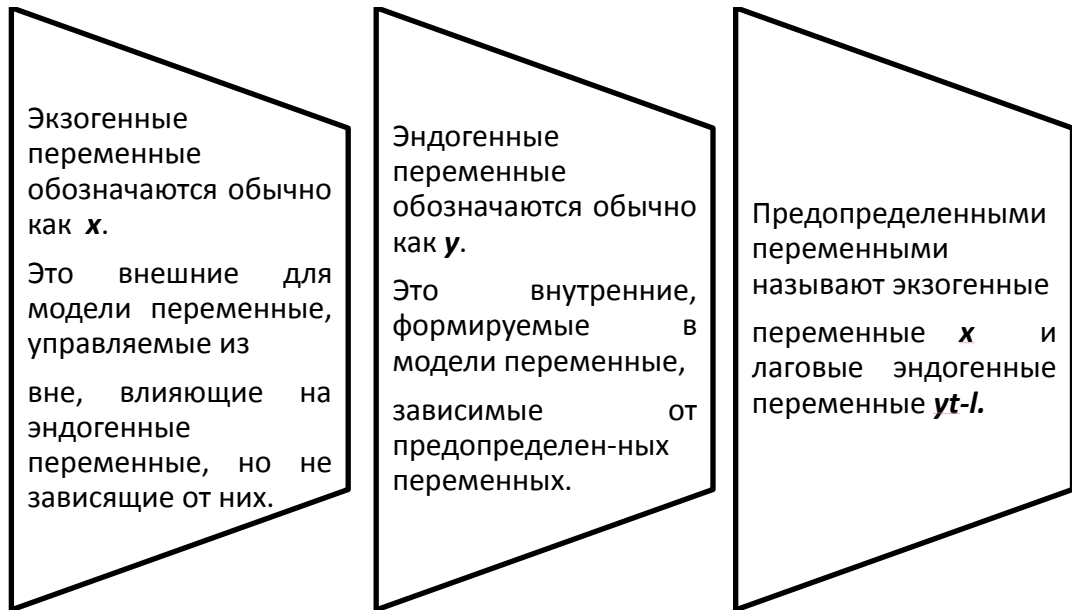 Экзогенные
переменные
обозначаются обычно
как x.
Это внешние для
модели переменные,
управляемые из
вне, влияющие на
эндогенные
переменные, но не
зависящие от них.
Эндогенные
переменные
обозначаются обычно
как y.
Это внутренние,
формируемые в
модели переменные,
зависимые от
предопределен-ных
переменных.
Предопределенными
переменными
называют экзогенные
переменные x и
лаговые эндогенные
переменные yt-l.